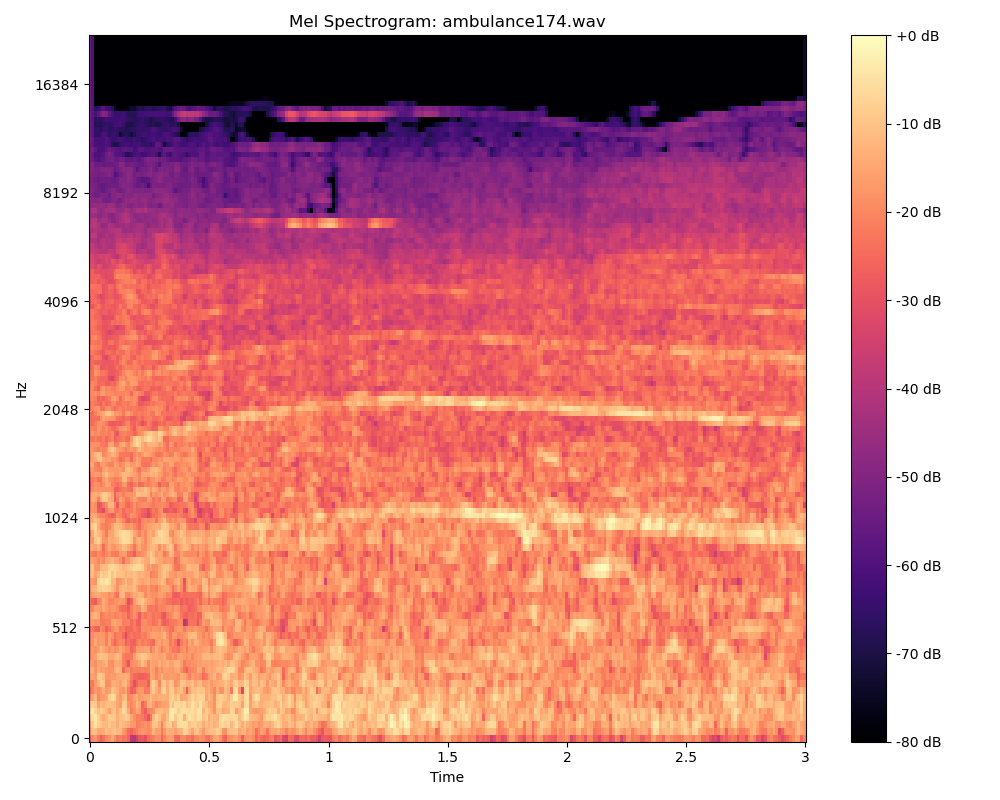 Mel Spectrogram: ambulance174.wav
Hz
16384
8192
4096
2048
1024
512
0
0 0.5 1 1.5 2 2.5 3
Time
+0 dB
-10 dB
-20 dB
-30 dB
-40 dB
-50 dB
-60 dB
-70 dB
-80 dB